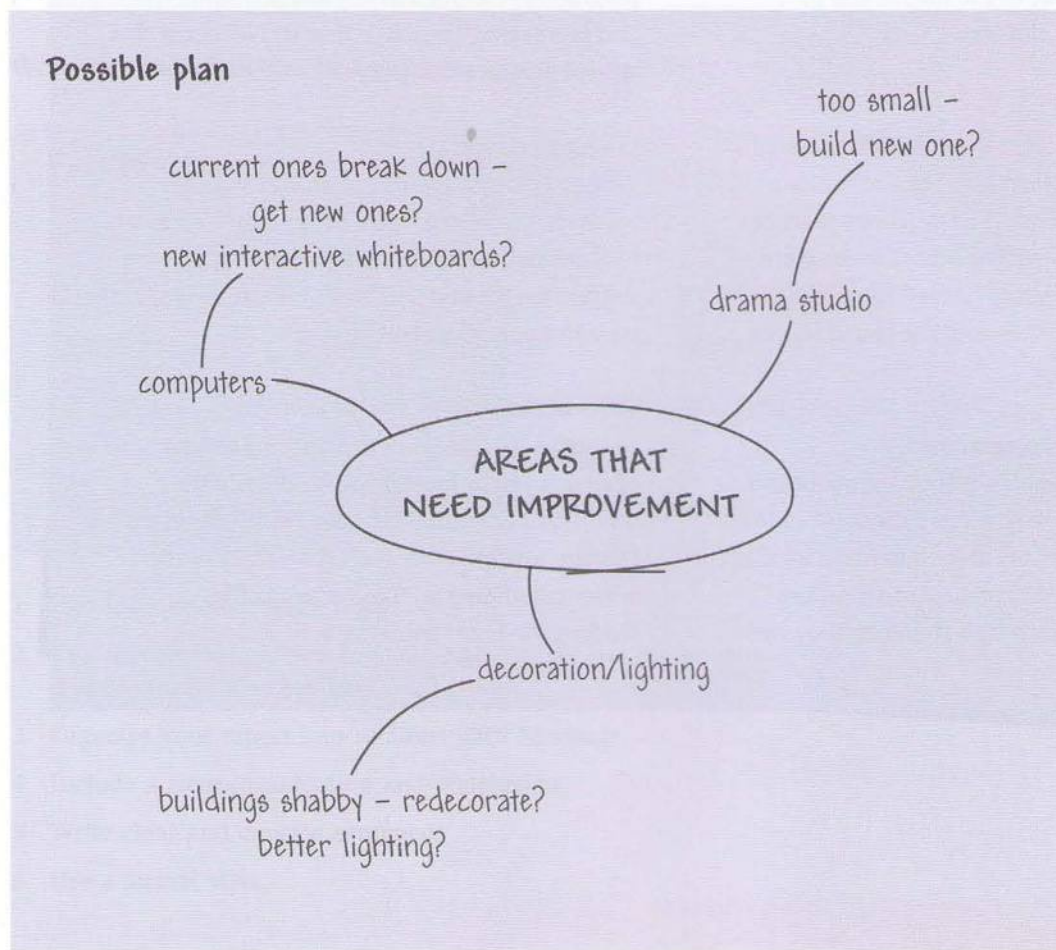 Possible plan
too small –
build new one?
current ones break down –
get new ones?
new interactive whiteboards?
drama studio
computers
AREAS THAT
NEED IMPROVEMENT
decoration/lighting
buildings shabby – redecorate?
better lighting?